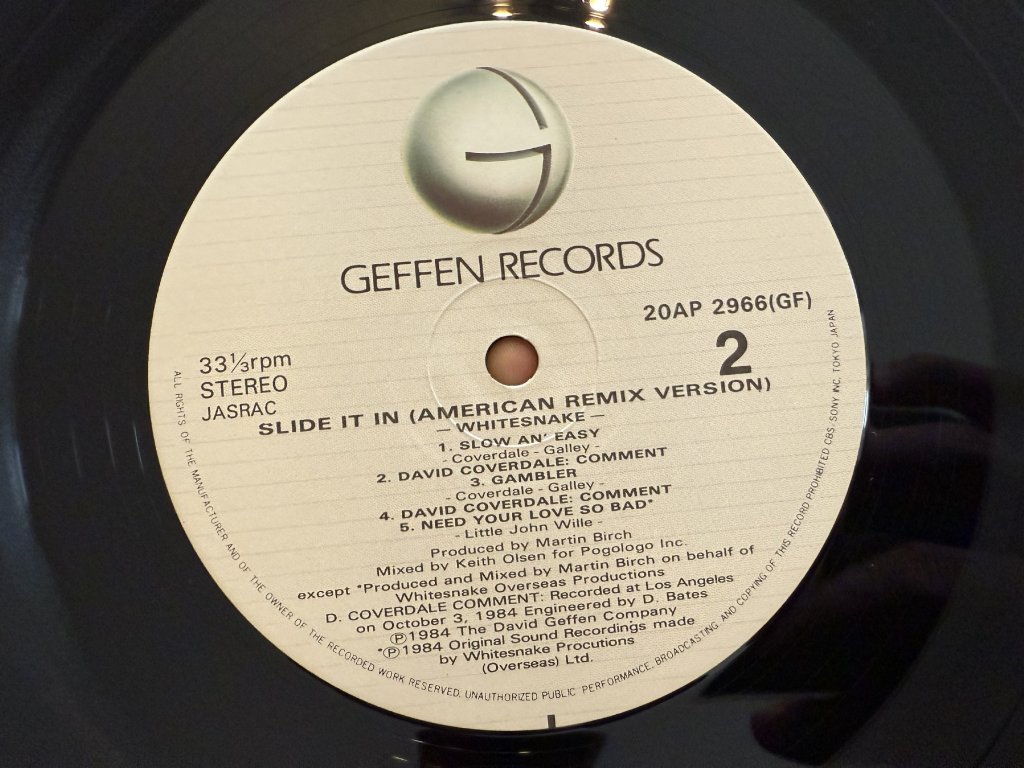 GEFFEN RECORDS
20AP 2966(GF)
2
33⅓rpm
STEREO
JASRAC
SLIDE IT IN (AMERICAN REMIX VERSION)
— WHITESNAKE —
1. SLOW AN' EASY
- Coverdale - Galley -
2. DAVID COVERDALE: COMMENT
3. GAMBLER
- Coverdale - Galley -
4. DAVID COVERDALE: COMMENT
5. NEED YOUR LOVE SO BAD*
- Little John Wille -
Produced by Martin Birch
Mixed by Keith Olsen for Pogologo Inc.
except *Produced and Mixed by Martin Birch on behalf of
Whitesnake Overseas Productions
D. COVERDALE COMMENT: Recorded at Los Angeles
on October 3, 1984 Engineered by D. Bates
℗1984 The David Geffen Company
*℗1984 Original Sound Recordings made
by Whitesnake Procutions
(Overseas) Ltd.
ALL RIGHTS OF THE MANUFACTURER AND OF THE OWNER OF THE RECORDED WORK RESERVED. UNAUTHORIZED PUBLIC PERFORMANCE, BROADCASTING AND COPYING OF THIS RECORD PROHIBITED CBS/SONY INC. TOKYO JAPAN